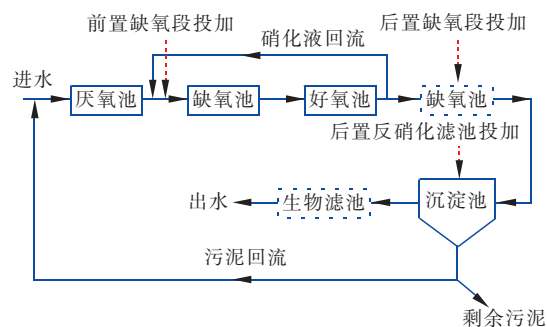 前置缺氧段投加
后置缺氧段投加
硝化液回流
进水
厌氧池
缺氧池
好氧池
缺氧池
后置反硝化滤池投加
出水
生物滤池
沉淀池
污泥回流
剩余污泥